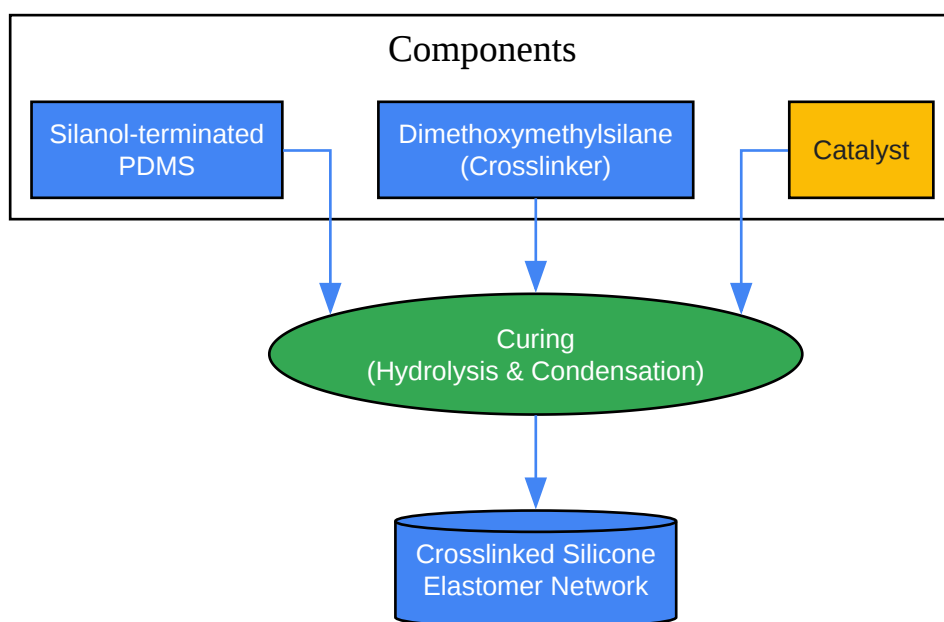 Components
Silanol-terminated
PDMS
Dimethoxymethylsilane
(Crosslinker)
Catalyst
Curing
(Hydrolysis & Condensation)
Crosslinked Silicone
Elastomer Network